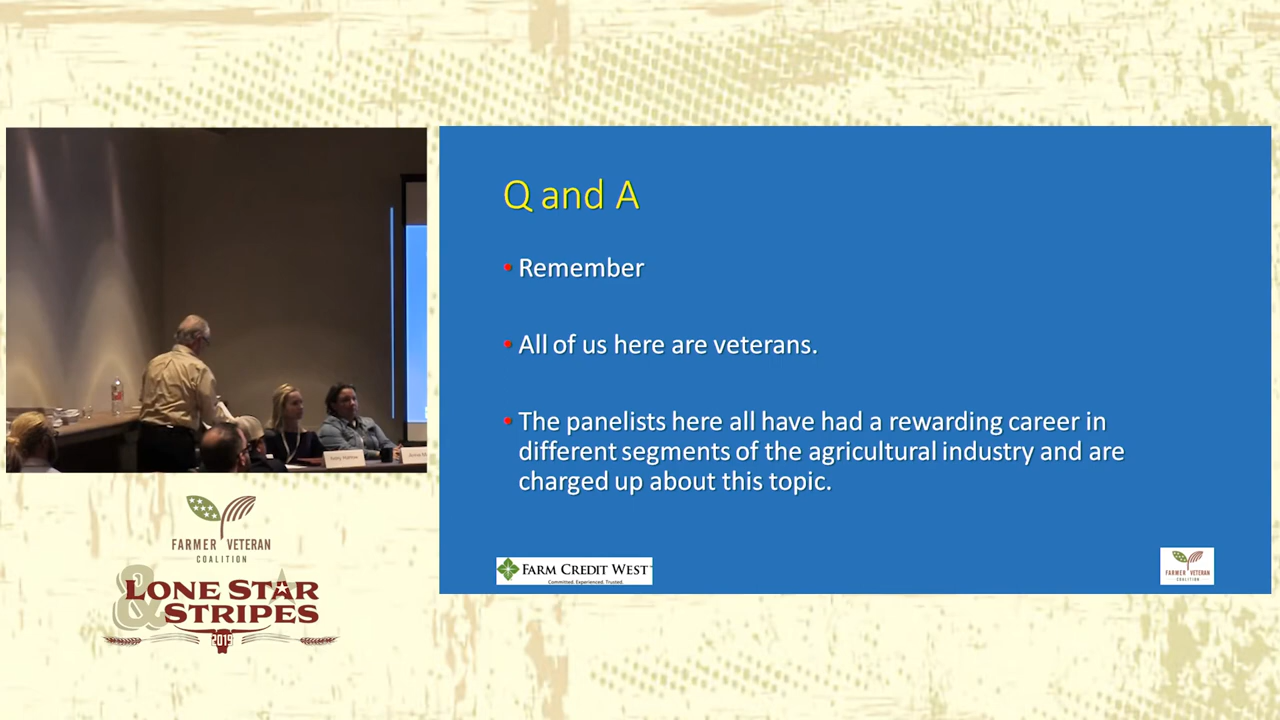 Q and A
• Remember
• All of us here are veterans.
• The panelists here all have had a rewarding career in
different segments of the agricultural industry and are
charged up about this topic.
FARM CREDIT WEST
Committed. Experienced. Trusted.
FARMER VETERAN
COALITION
FARMER VETERAN
COALITION
& LONE STAR
STRIPES
2019